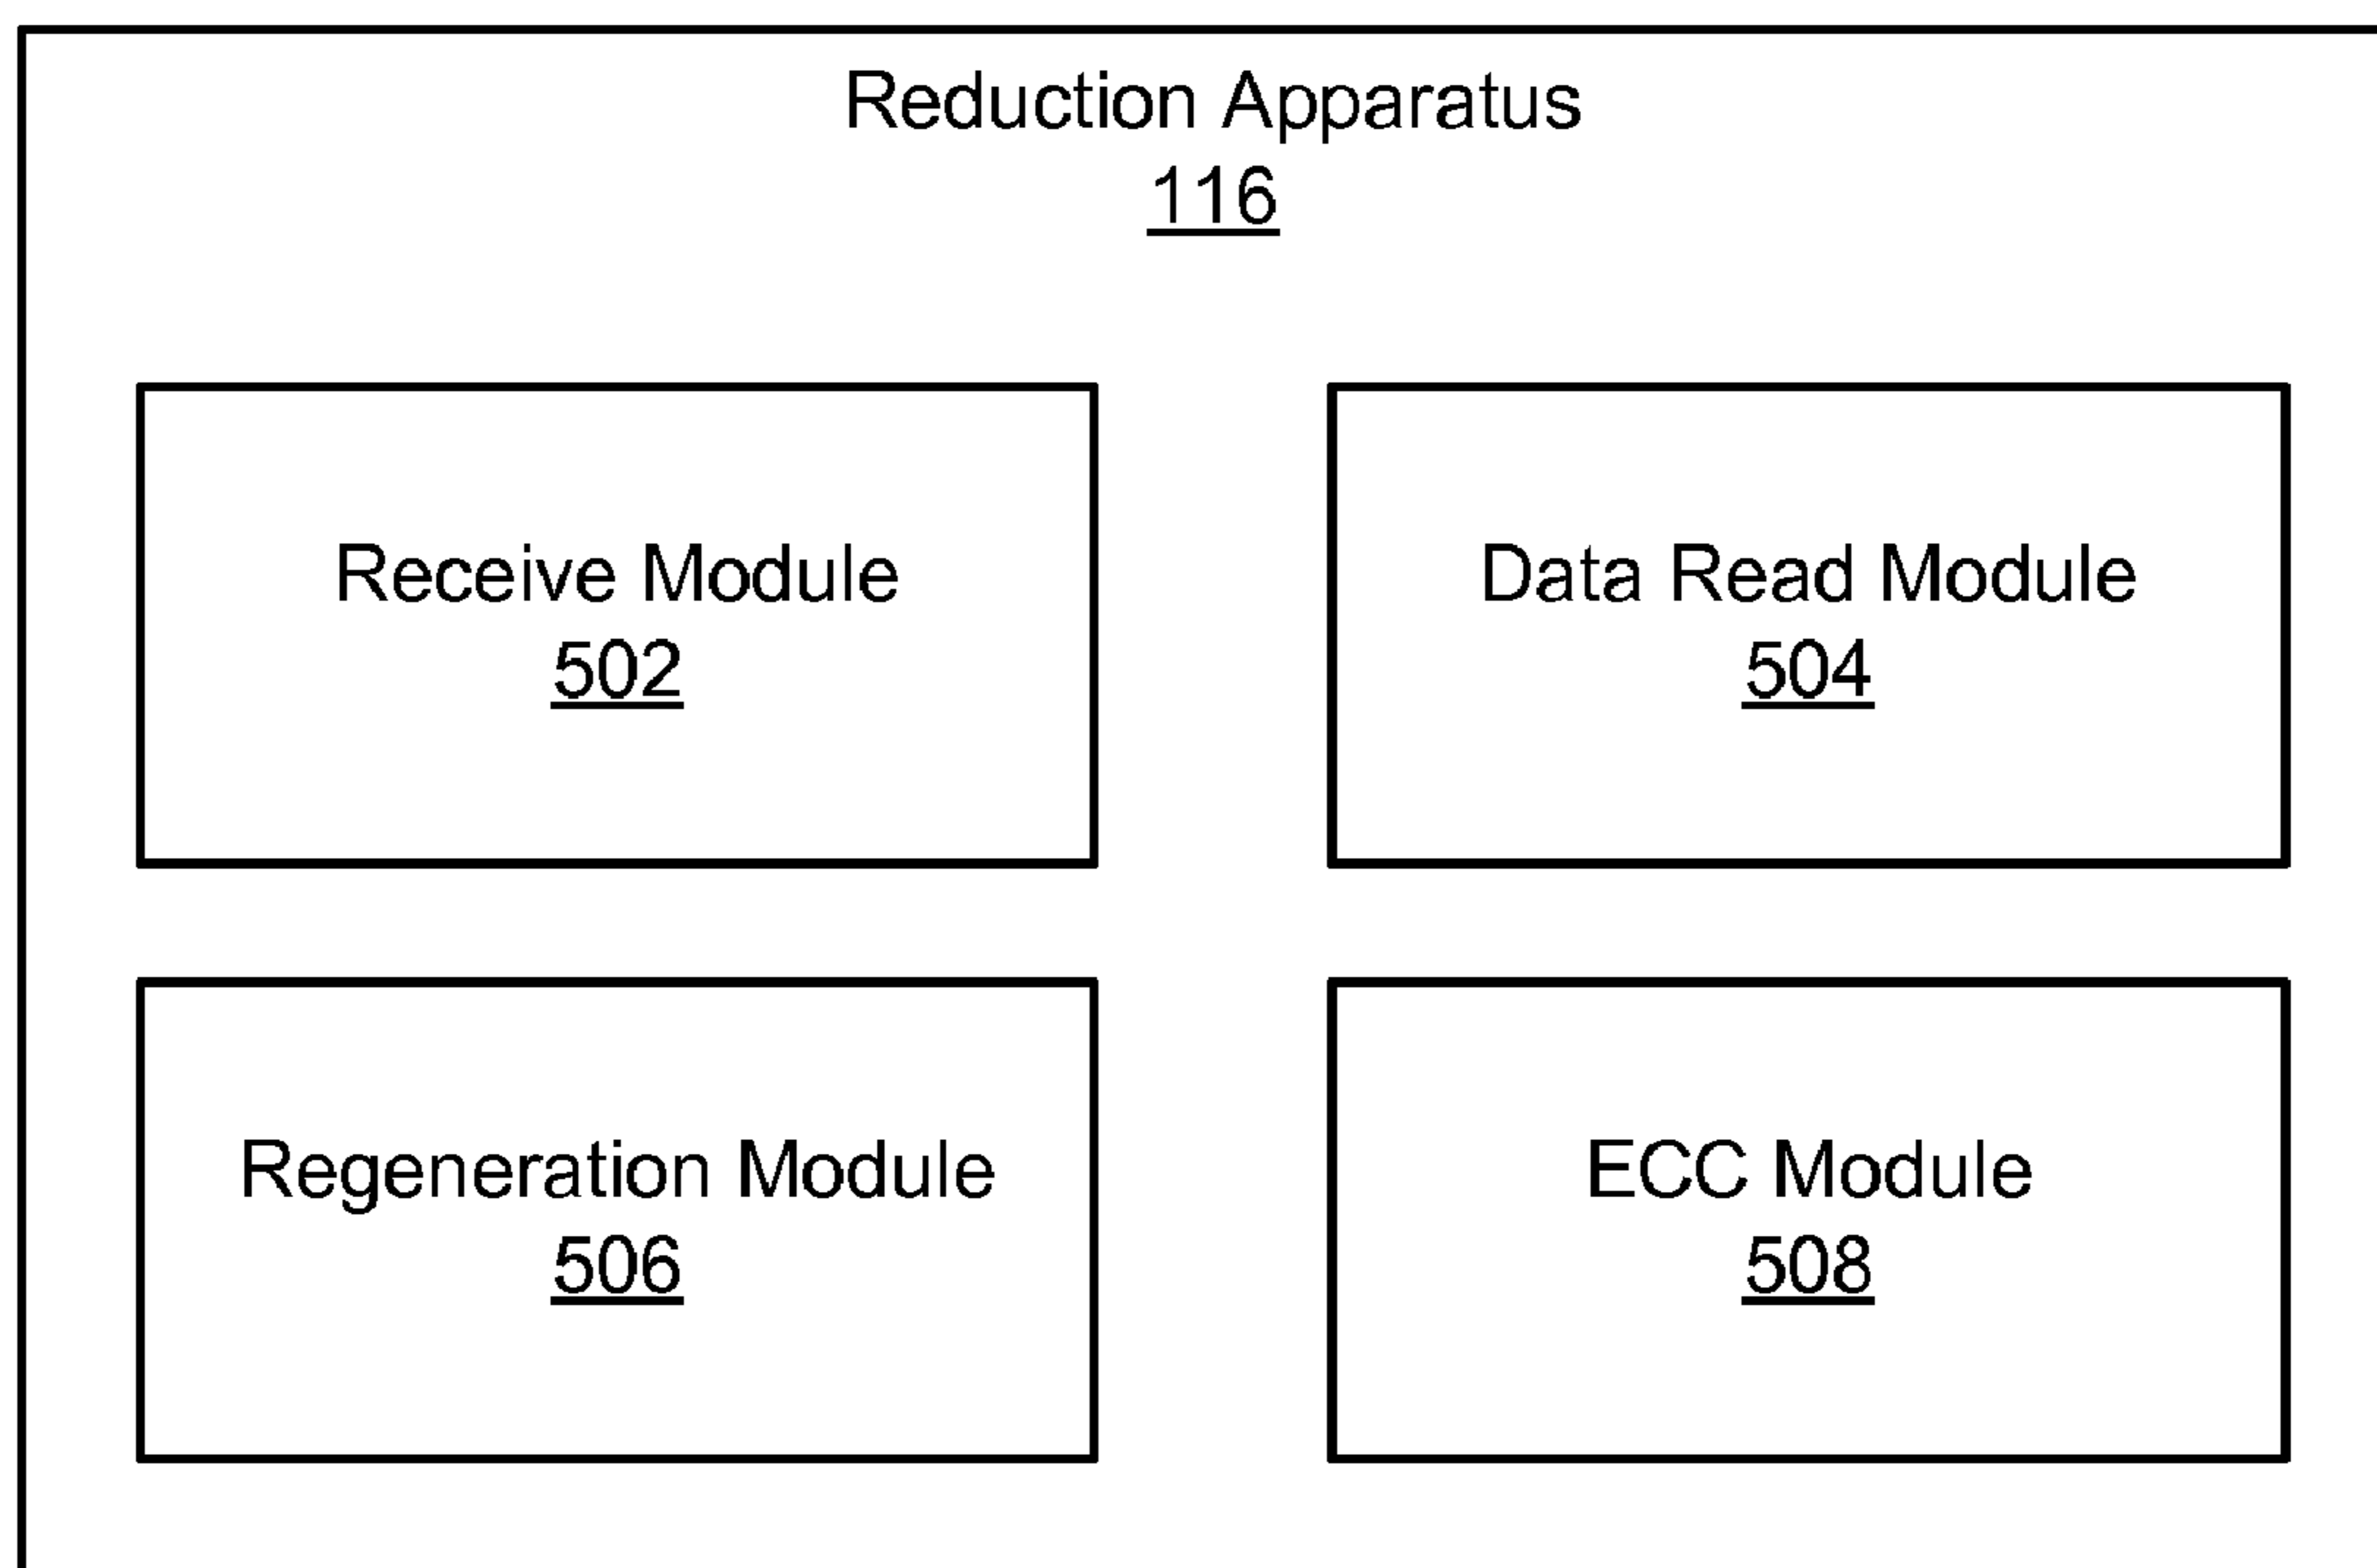 Reduction Apparatus
116
Receive Module
502
Data Read Module
504
Regeneration Module
506
ECC Module
508